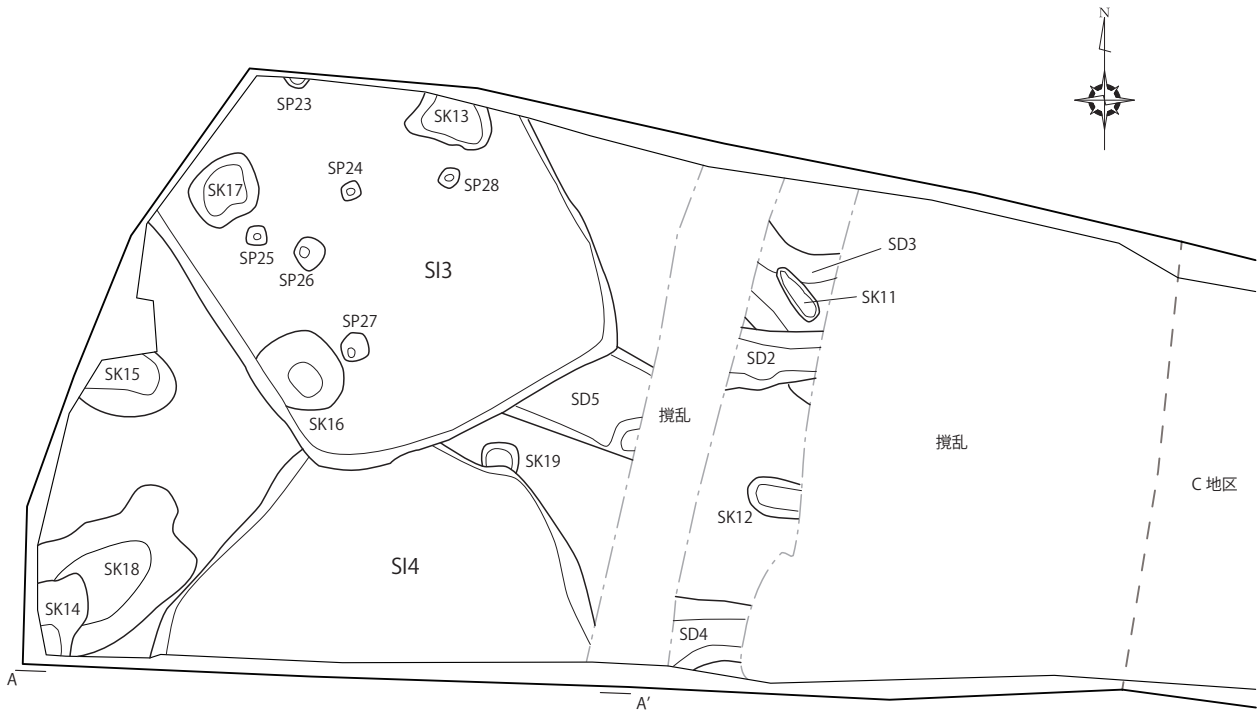 N
SP23
SK13
SP24
SK17
SP28
SP25
SP26
SI3
SD3
SK11
SP27
SD2
SK15
SD5
撹乱
SK16
撹乱
SK19
C 地区
SK12
SI4
SK18
SK14
SD4
A
A'